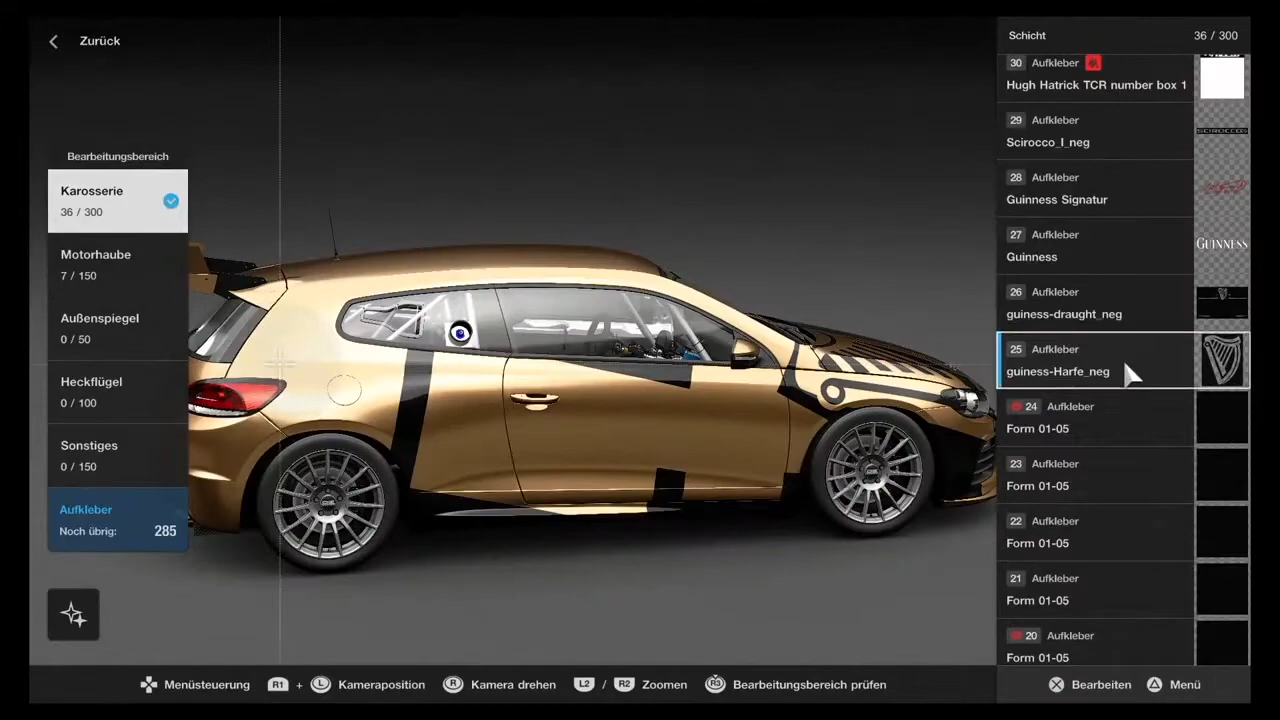 Zurück
Schicht 36 / 300
Bearbeitungsbereich
Karosserie
36 / 300
Motorhaube
7 / 150
Außenspiegel
0 / 50
Heckflügel
0 / 100
Sonstiges
0 / 150
Aufkleber
Noch übrig: 285
30 Aufkleber
Hugh Hatrick TCR number box 1
29 Aufkleber
Scirocco_I_neg
SCIROCCO
28 Aufkleber
Guinness Signatur
27 Aufkleber
Guinness
GUINNESS
26 Aufkleber
guiness-draught_neg
25 Aufkleber
guiness-Harfe_neg
24 Aufkleber
Form 01-05
23 Aufkleber
Form 01-05
22 Aufkleber
Form 01-05
21 Aufkleber
Form 01-05
20 Aufkleber
Form 01-05
Menüsteuerung R1 + L Kameraposition R Kamera drehen L2 / R2 Zoomen R3 Bearbeitungsbereich prüfen Bearbeiten Menü